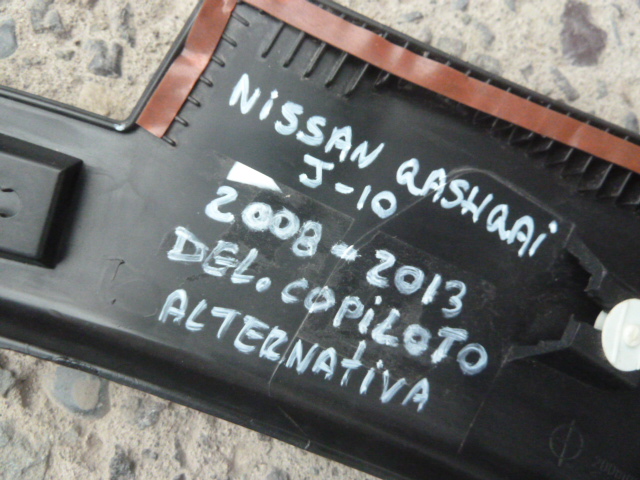 NiSSAN QASHQAi
J-10
2008-2013
DEL. COPiLOTO
ALTERNATiVA